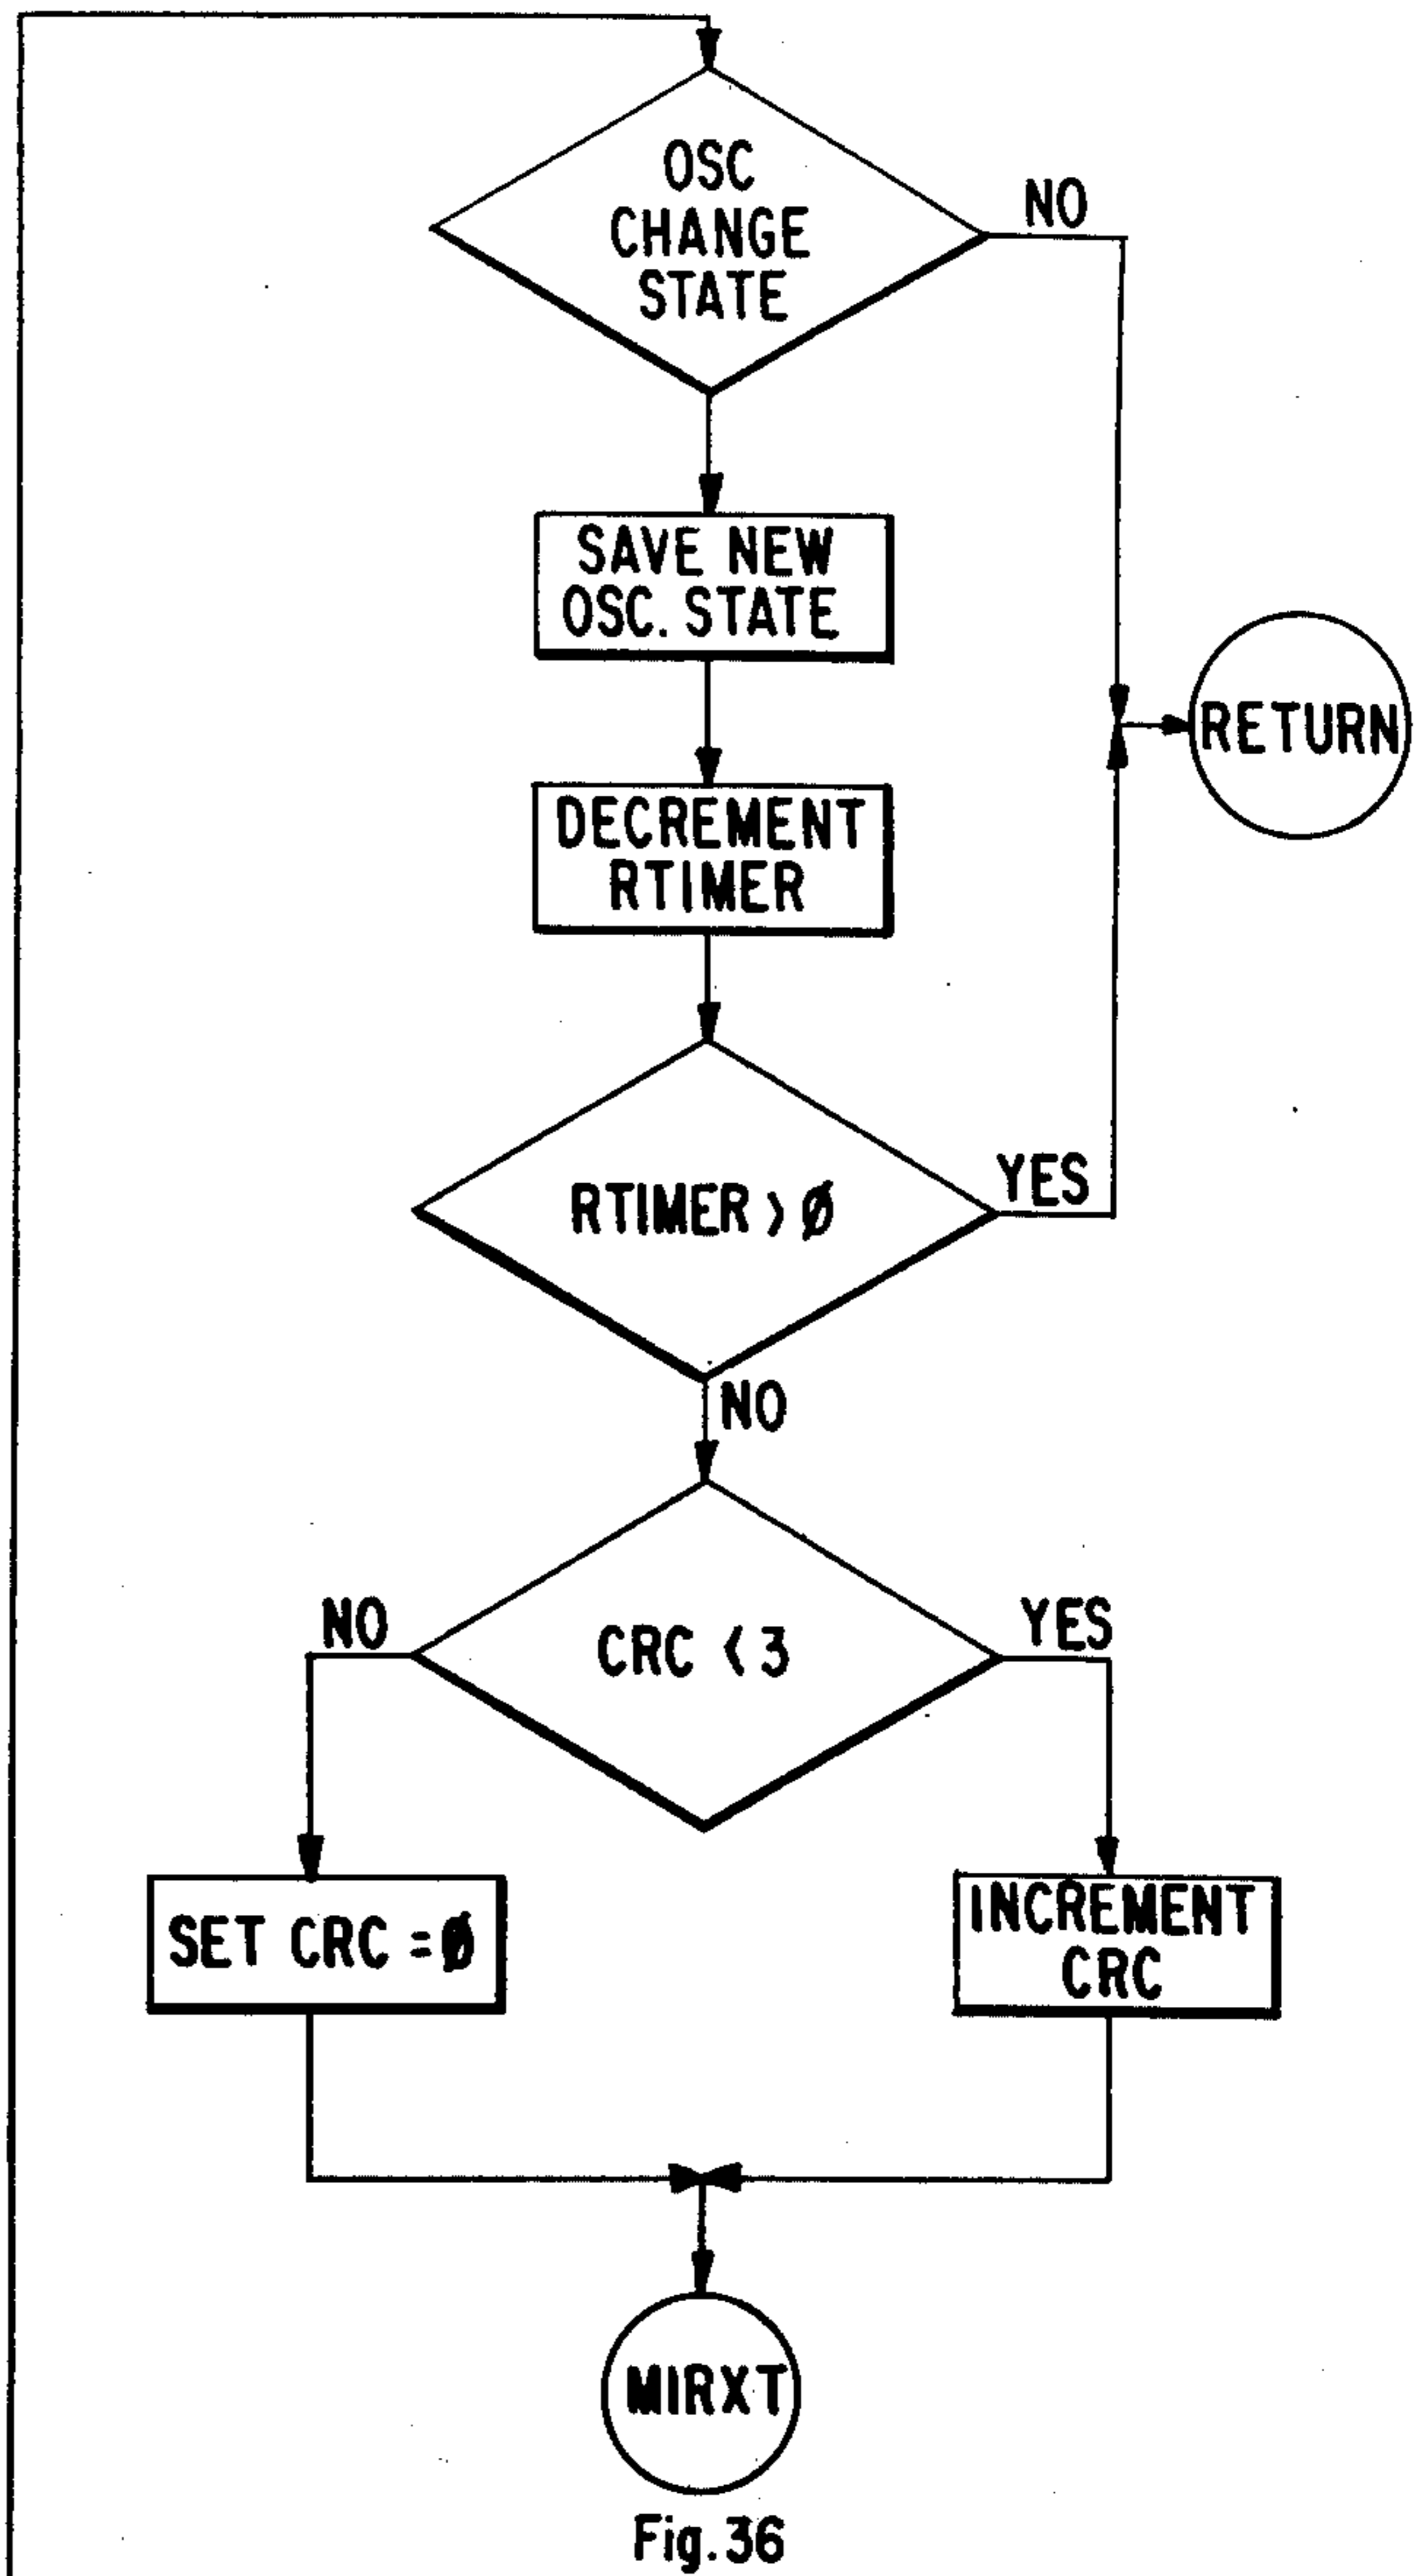 OSC
CHANGE
STATE
NO
SAVE NEW
OSC. STATE
RETURN
DECREMENT
RTIMER
RTIMER > Ø
YES
NO
CRC < 3
NO
YES
SET CRC = Ø
INCREMENT
CRC
MIRXT
Fig. 36